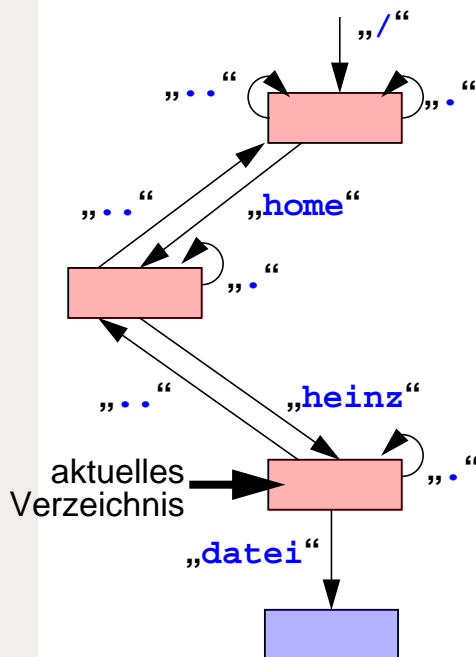 „/“
„..“ „.“
„..“ „home“
„.“
„..“ „heinz“
„.“
aktuelles
Verzeichnis
„datei“